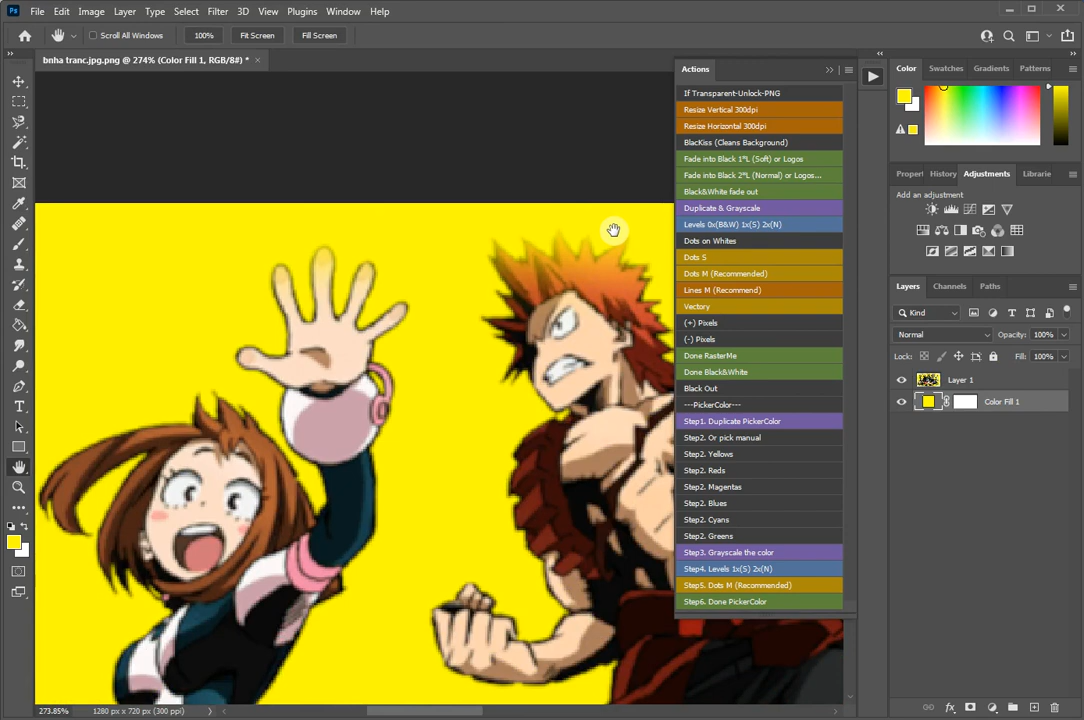 Ps File Edit Image Layer Type Select Filter 3D View Plugins Window Help
Scroll All Windows 100% Fit Screen Fill Screen
bnha tranc.jpg.png @ 274% (Color Fill 1, RGB/8#) *
Actions
If Transparent-Unlock-PNG
Resize Vertical 300dpi
Resize Horizontal 300dpi
BlacKiss (Cleans Background)
Fade into Black 1ºL (Soft) or Logos
Fade into Black 2ºL (Normal) or Logos...
Black&White fade out
Duplicate & Grayscale
Levels 0x(B&W) 1x(S) 2x(N)
Dots on Whites
Dots S
Dots M (Recommended)
Lines M (Recommend)
Vectory
(+) Pixels
(-) Pixels
Done RasterMe
Done Black&White
Black Out
---PickerColor---
Step1. Duplicate PickerColor
Step2. Or pick manual
Step2. Yellows
Step2. Reds
Step2. Magentas
Step2. Blues
Step2. Cyans
Step2. Greens
Step3. Grayscale the color
Step4. Levels 1x(S) 2x(N)
Step5. Dots M (Recommended)
Step6. Done PickerColor
Color Swatches Gradients Patterns
Proper History Adjustments Librarie
Add an adjustment
Layers Channels Paths
Kind
Normal Opacity: 100%
Lock: Fill: 100%
Layer 1
Color Fill 1
273.85% 1280 px x 720 px (300 ppi)